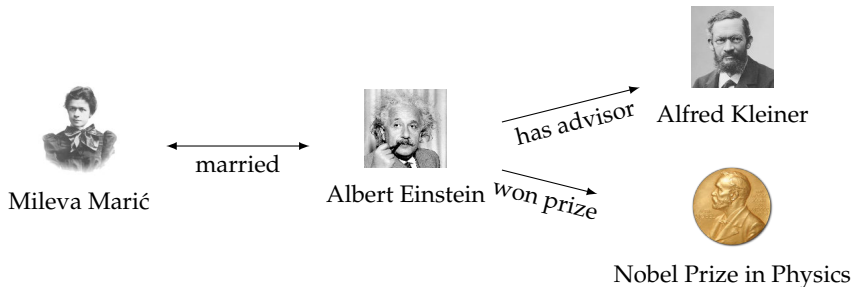 Mileva Marić
married
Albert Einstein
has advisor
Alfred Kleiner
won prize
Nobel Prize in Physics